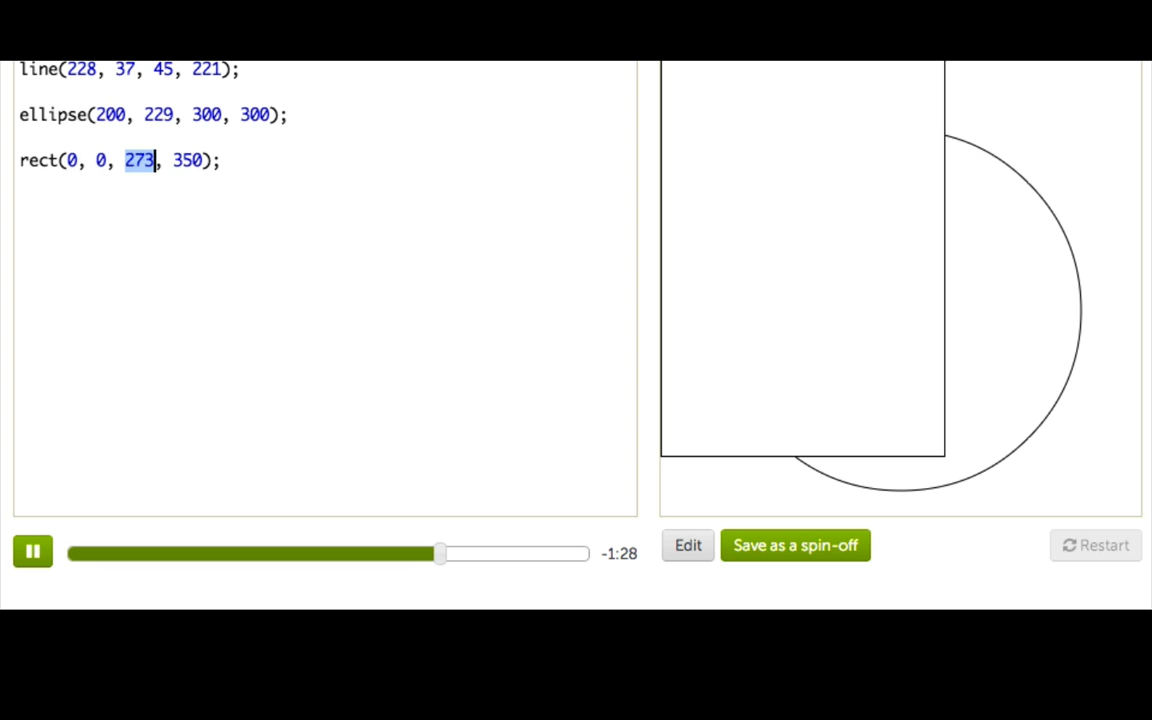 line(228, 37, 45, 221);
ellipse(200, 229, 300, 300);
rect(0, 0, 273, 350);
-1:28
Edit
Save as a spin-off
Restart